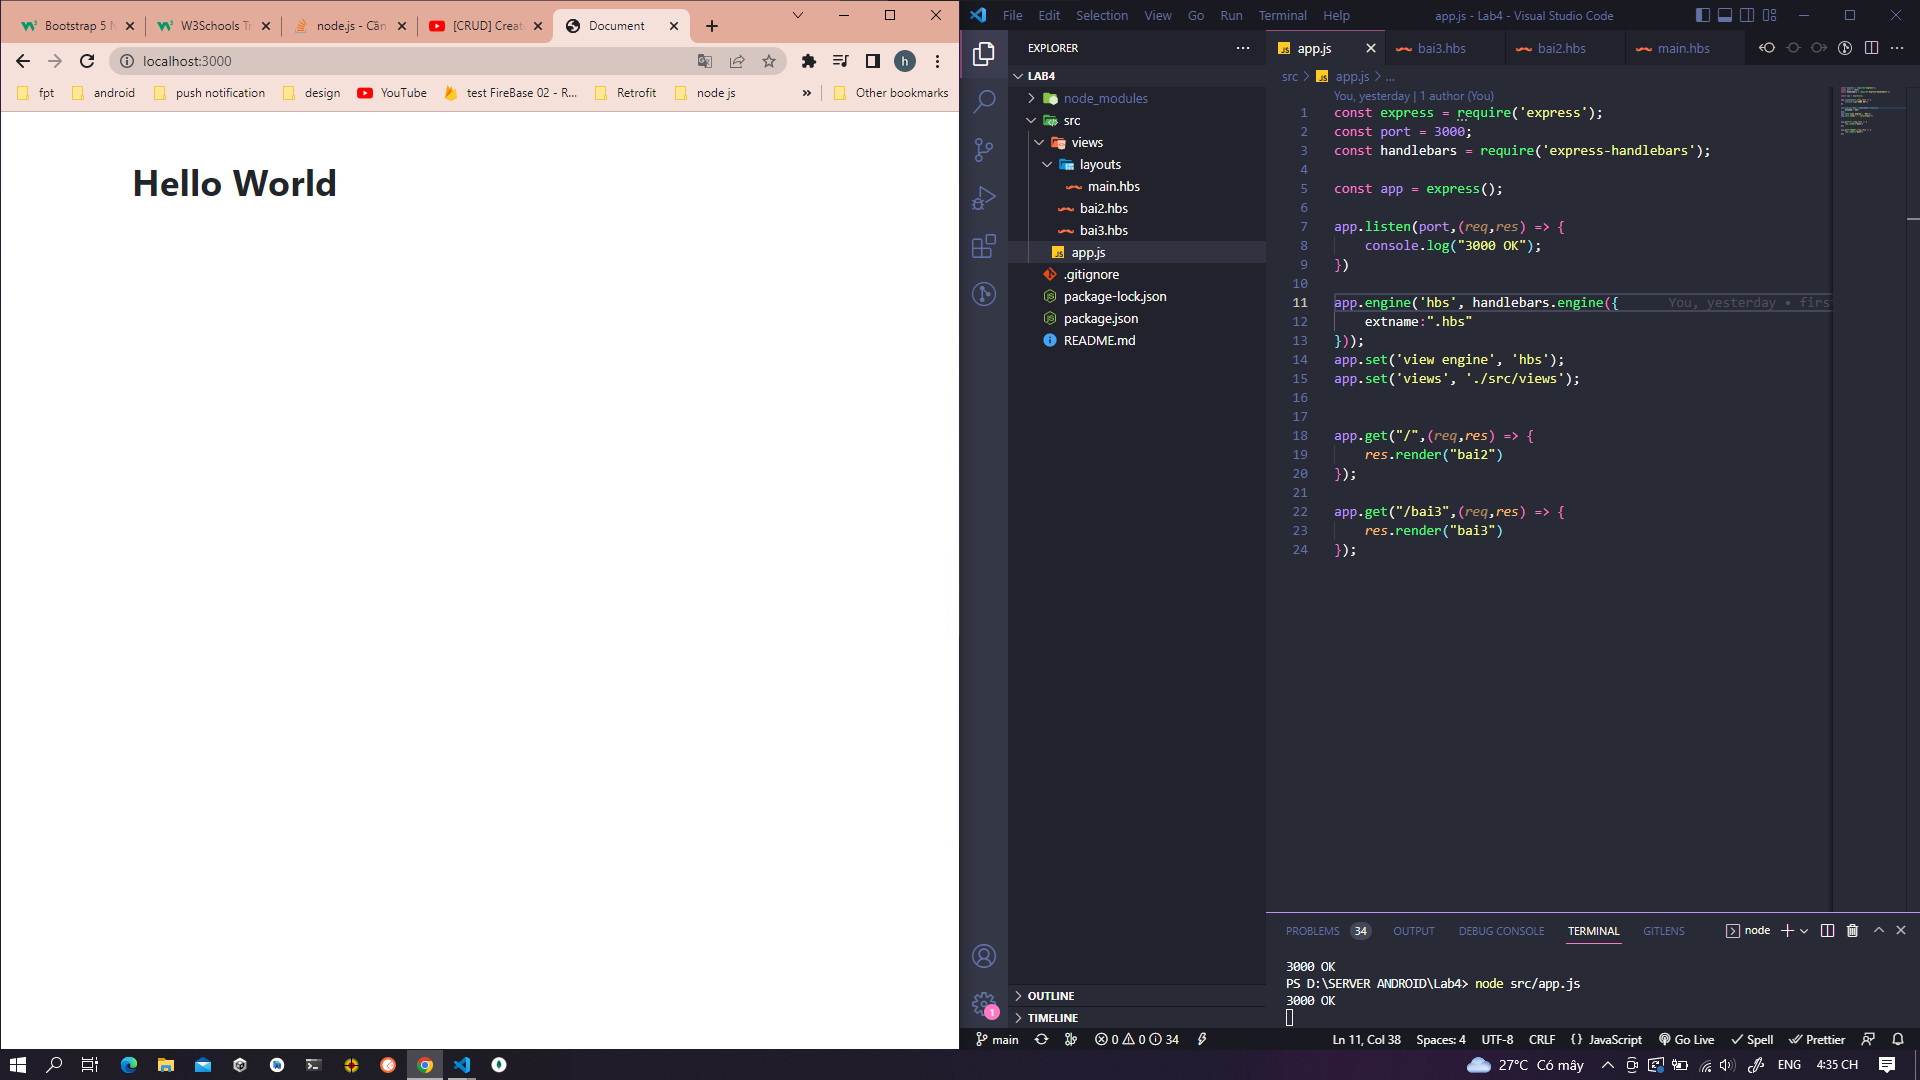 Bootstrap 5 N
W3Schools Tr
node.js - Cần
[CRUD] Create
Document
localhost:3000
h
fpt
android
push notification
design
YouTube
test FireBase 02 - R...
Retrofit
node js
»
Other bookmarks
Hello World
File Edit Selection View Go Run Terminal Help
app.js - Lab4 - Visual Studio Code
EXPLORER
LAB4
node_modules
src
views
layouts
main.hbs
bai2.hbs
bai3.hbs
app.js
.gitignore
package-lock.json
package.json
README.md
OUTLINE
TIMELINE
1
app.js
bai3.hbs
bai2.hbs
main.hbs
src > app.js > ...
You, yesterday | 1 author (You)
1 const express = require('express');
2 const port = 3000;
3 const handlebars = require('express-handlebars');
4
5 const app = express();
6
7 app.listen(port,(req,res) => {
8 console.log("3000 OK");
9 })
10
11 app.engine('hbs', handlebars.engine({ You, yesterday • firs
12 extname:".hbs"
13 }));
14 app.set('view engine', 'hbs');
15 app.set('views', './src/views');
16
17
18 app.get("/",(req,res) => {
19 res.render("bai2")
20 });
21
22 app.get("/bai3",(req,res) => {
23 res.render("bai3")
24 });
PROBLEMS 34 OUTPUT DEBUG CONSOLE TERMINAL GITLENS
node
3000 OK
PS D:\SERVER ANDROID\Lab4> node src/app.js
3000 OK
main
0 0 34
Ln 11, Col 38 Spaces: 4 UTF-8 CRLF {} JavaScript Go Live Spell Prettier
27°C Có mây
ENG
4:35 CH